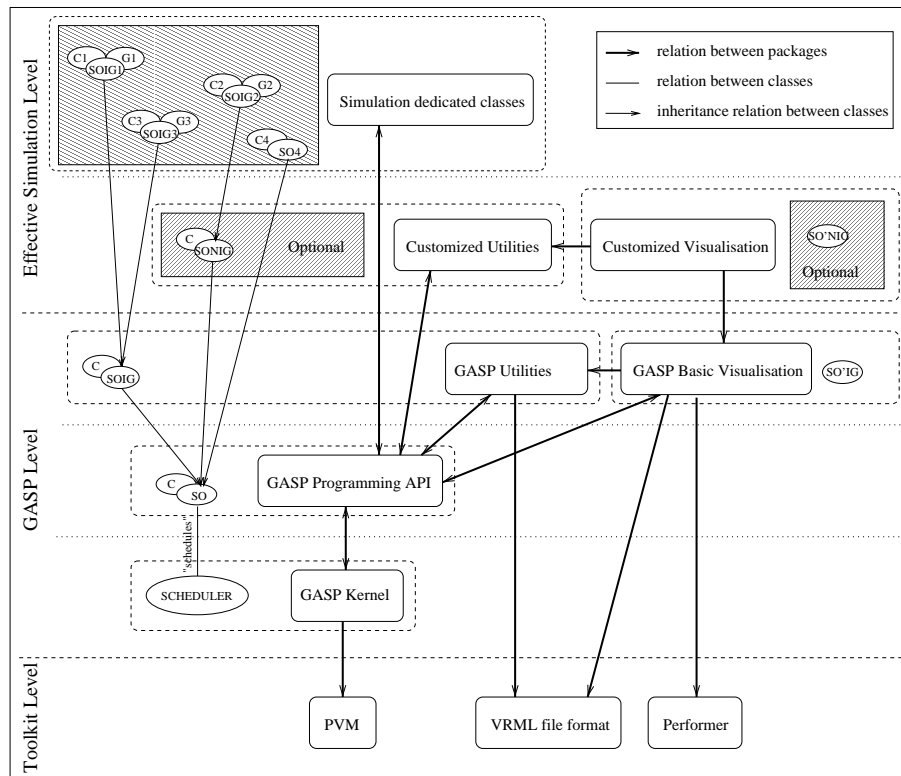 Effective Simulation Level
C1
G1
SOIG1
C2
G2
SOIG2
C3
G3
SOIG3
C4
SO4
Simulation dedicated classes
relation between packages
relation between classes
inheritance relation between classes
C
SONIG
Optional
Customized Utilities
Customized Visualisation
SO'NIG
Optional
GASP Level
C
SOIG
GASP Utilities
GASP Basic Visualisation
SO'IG
C
SO
GASP Programming API
"schedules"
SCHEDULER
GASP Kernel
Toolkit Level
PVM
VRML file format
Performer